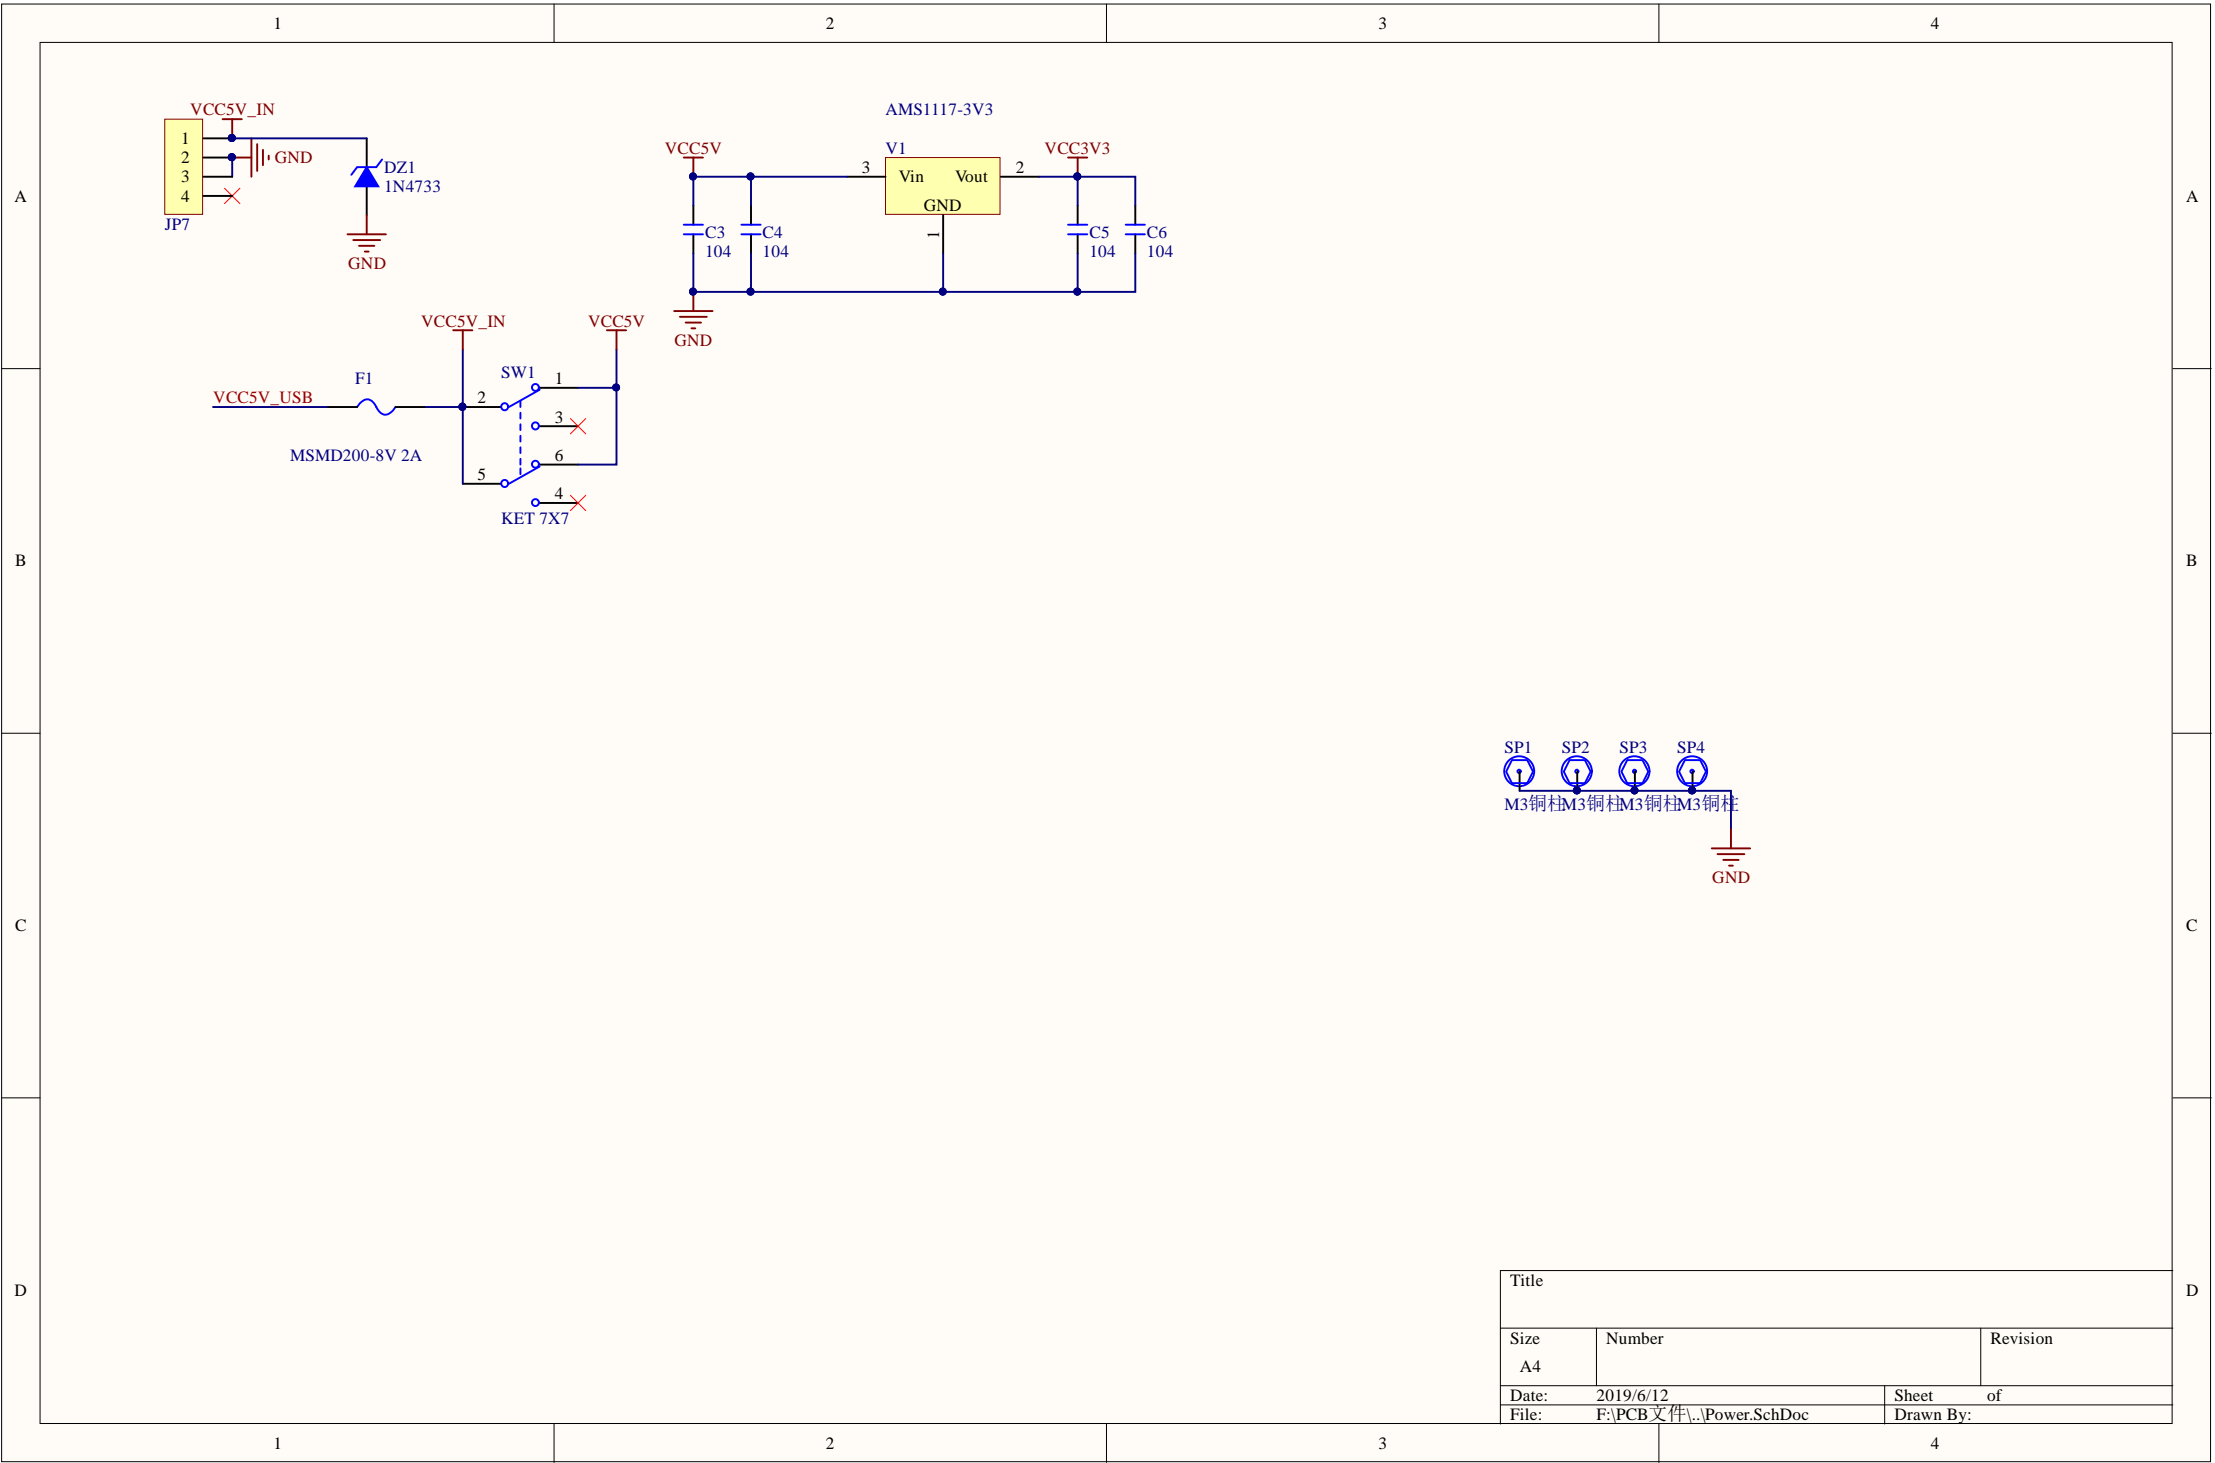 1 2 3 4
VCC5V_IN
1
2
3
4
GND
JP7
DZ1
1N4733
GND
AMS1117-3V3
VCC5V
V1
VCC3V3
3
Vin Vout
2
GND
1
C3
104
C4
104
C5
104
C6
104
GND
A
A
VCC5V_IN
VCC5V
F1
SW1
VCC5V_USB
1
2
3
MSMD200-8V 2A
6
5
4
KET 7X7
B
B
SP1 SP2 SP3 SP4
M3铜柱 M3铜柱 M3铜柱 M3铜柱
GND
C
C
D
D
Title
Size
A4
Number
Revision
Date: 2019/6/12
Sheet of
File: F:\PCB文件\..\Power.SchDoc
Drawn By:
1 2 3 4